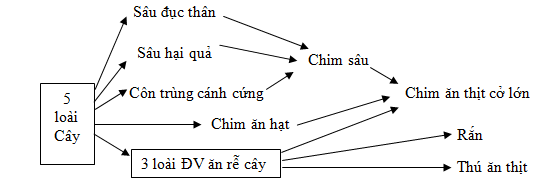 Sâu đục thân
Sâu hại quả
Chim sâu
5
loài
Cây
Côn trùng cánh cứng
Chim ăn thịt cở lớn
Chim ăn hạt
Rắn
3 loài ĐV ăn rễ cây
Thú ăn thịt